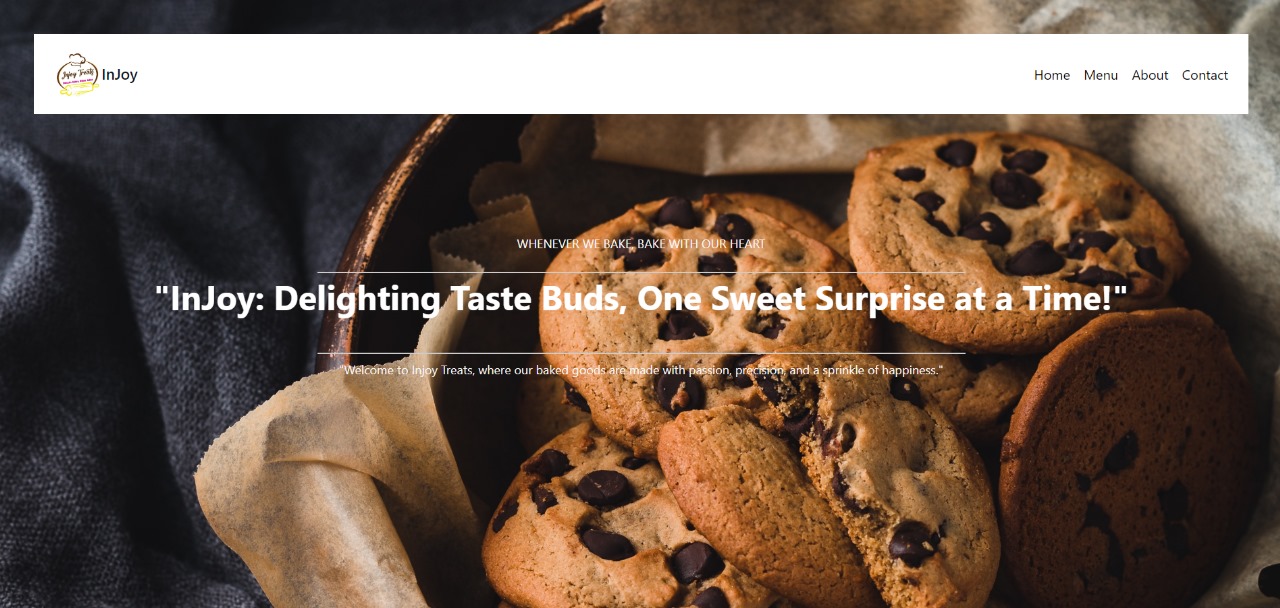 Injoy Treats
InJoy
Home Menu About Contact
WHENEVER WE BAKE, BAKE WITH OUR HEART
"InJoy: Delighting Taste Buds, One Sweet Surprise at a Time!"
"Welcome to Injoy Treats, where our baked goods are made with passion, precision, and a sprinkle of happiness."